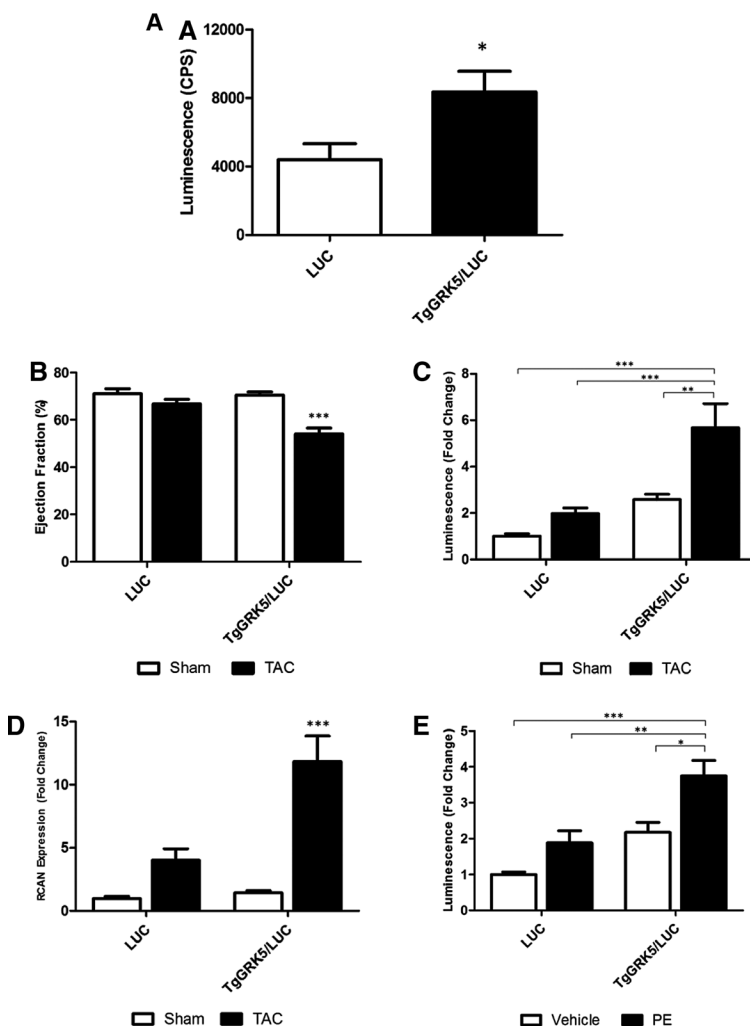 A A
Luminescence (CPS)
12000
8000
4000
0
*
LUC
TgGRK5/LUC
B
Ejection Fraction (%)
80
60
40
20
0
***
LUC
TgGRK5/LUC
Sham TAC
C
Luminescence (Fold Change)
8
6
4
2
0
***
***
**
LUC
TgGRK5/LUC
Sham TAC
D
RCAN Expression (Fold Change)
15
10
5
0
***
LUC
TgGRK5/LUC
Sham TAC
E
Luminescence (Fold Change)
5
4
3
2
1
0
***
**
*
LUC
TgGRK5/LUC
Vehicle PE